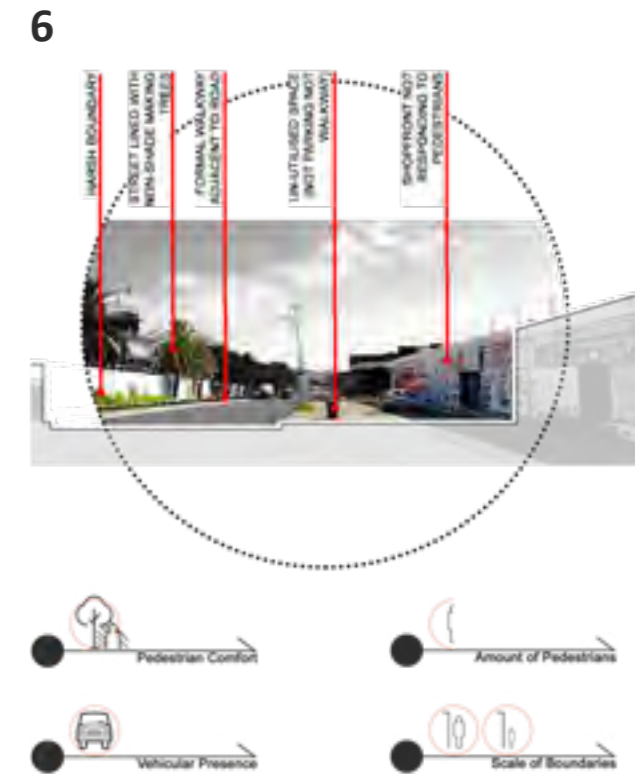 6
HARSH BOUNDARY
STREET LINED WITH
NON-SHADE MAKING
TREES
FORMAL WALKWAY
ADJACENT TO ROAD
UN-UTILISED SPACE
(NOT PARKING NOT
WALKWAY)
SHOPFRONT NOT
RESPONDING TO
PEDESTRIANS
Pedestrian Comfort
Amount of Pedestrians
Vehicular Presence
Scale of Boundaries